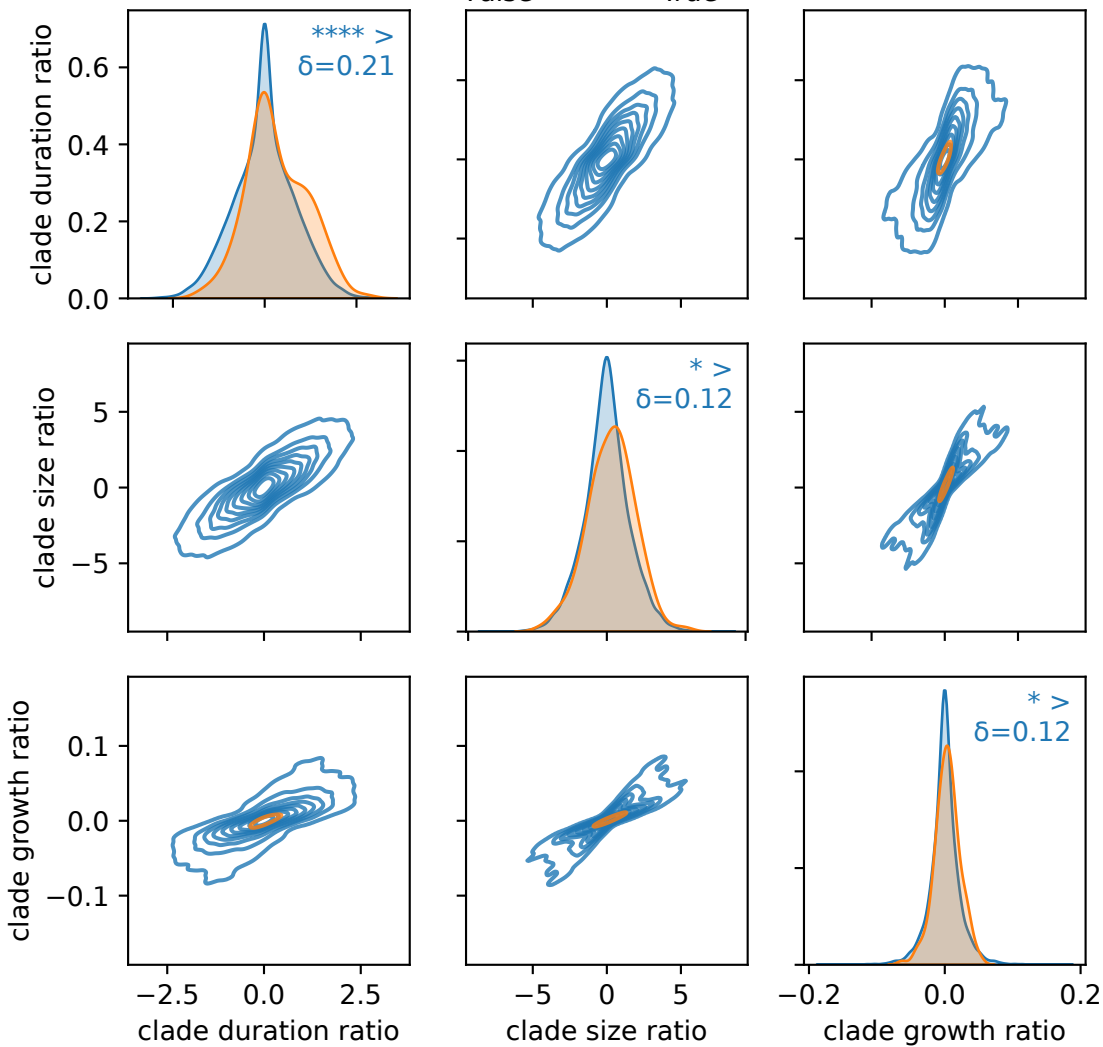 clade duration ratio
0.6
0.4
0.2
0.0
**** >
δ=0.21
clade size ratio
5
0
−5
* >
δ=0.12
clade growth ratio
0.1
0.0
−0.1
* >
δ=0.12
−2.5 0.0 2.5
−5 0 5
−0.2 0.0 0.2
clade duration ratio
clade size ratio
clade growth ratio